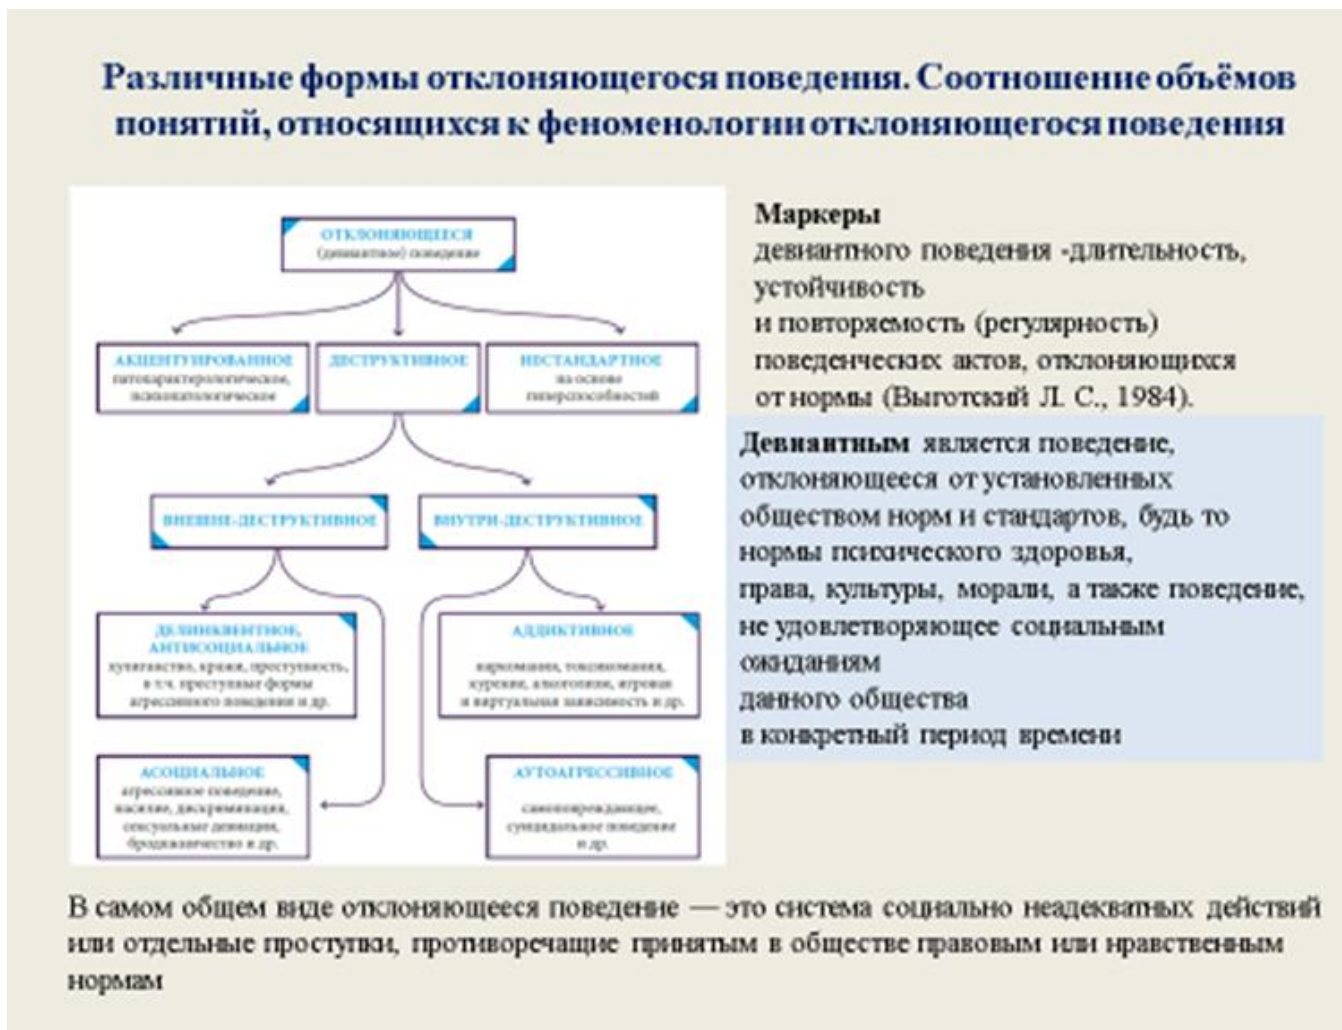 Различные формы отклоняющегося поведения. Соотношение объёмов
понятий, относящихся к феноменологии отклоняющегося поведения
ОТКЛОНЯЮЩЕЕСЯ
(девиантное) поведение
АКЦЕНТУИРОВАННОЕ
патохарактерологическое,
психопатологическое
ДЕСТРУКТИВНОЕ
НЕСТАНДАРТНОЕ
на основе
гиперспособностей
ВНЕШНЕ-ДЕСТРУКТИВНОЕ
ВНУТРИ-ДЕСТРУКТИВНОЕ
ДЕЛИНКВЕНТНОЕ,
АНТИСОЦИАЛЬНОЕ
хулиганство, кражи, преступность,
в т.ч. преступные формы
агрессивного поведения и др.
АДДИКТИВНОЕ
наркомания, токсикомания,
курение, алкоголизм, игровая
и виртуальная зависимость и др.
АСОЦИАЛЬНОЕ
агрессивное поведение,
насилие, дискриминация,
сексуальные девиации,
бродяжничество и др.
АУТОАГРЕССИВНОЕ
самоповреждающее,
суицидальное поведение
и др.
Маркеры
девиантного поведения -длительность,
устойчивость
и повторяемость (регулярность)
поведенческих актов, отклоняющихся
от нормы (Выготский Л. С., 1984).
Девиантным является поведение,
отклоняющееся от установленных
обществом норм и стандартов, будь то
нормы психического здоровья,
права, культуры, морали, а также поведение,
не удовлетворяющее социальным
ожиданиям
данного общества
в конкретный период времени
В самом общем виде отклоняющееся поведение — это система социально неадекватных действий
или отдельные проступки, противоречащие принятым в обществе правовым или нравственным
нормам